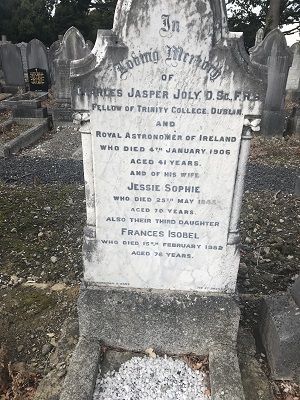 In
Loving Memory
OF
CHARLES JASPER JOLY D.Sc., F.R.S.
FELLOW OF TRINITY COLLEGE, DUBLIN,
AND
ROYAL ASTRONOMER OF IRELAND
WHO DIED 4TH JANUARY 1906
AGED 41 YEARS.
AND OF HIS WIFE
JESSIE SOPHIE
WHO DIED 25TH MAY
AGED 70 YEARS.
ALSO THEIR THIRD DAUGHTER
FRANCES ISOBEL
WHO DIED 15TH FEBRUARY 1982
AGED 76 YEARS.